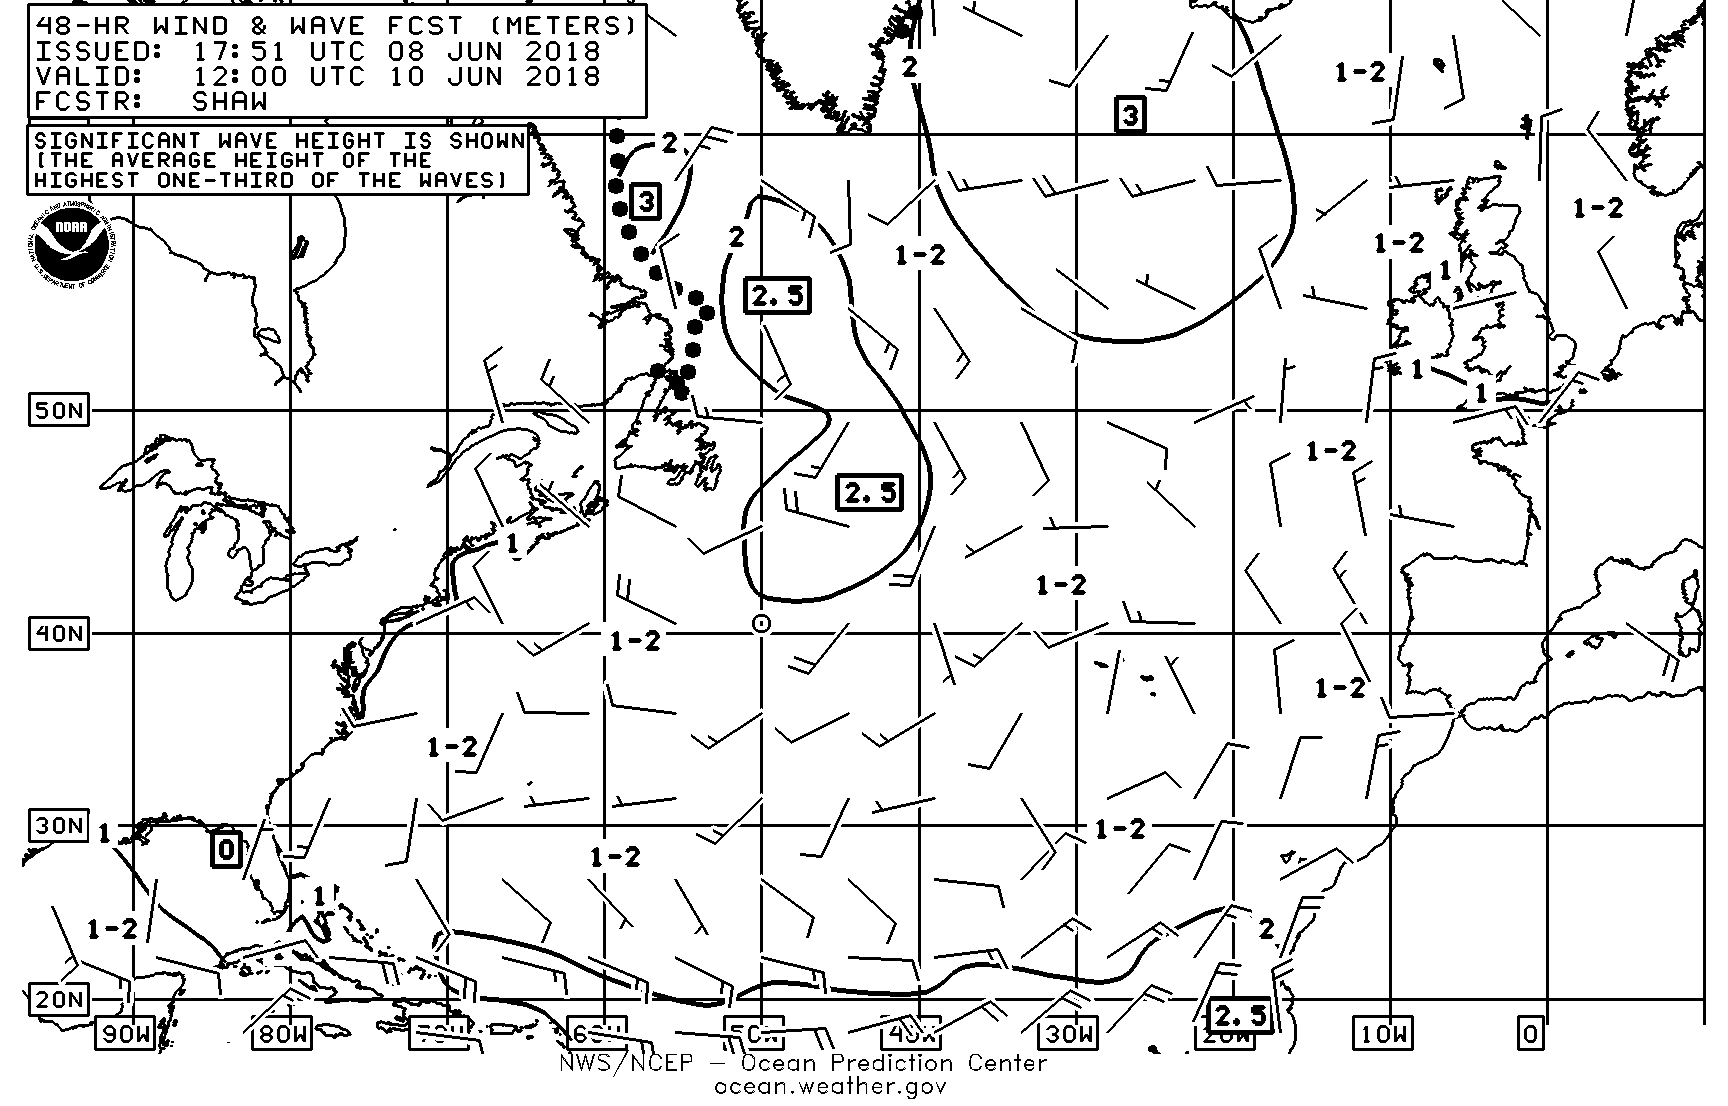 48-HR WIND & WAVE FCST (METERS)
ISSUED: 17:51 UTC 08 JUN 2018
VALID: 12:00 UTC 10 JUN 2018
FCSTR: SHAW
SIGNIFICANT WAVE HEIGHT IS SHOWN
(THE AVERAGE HEIGHT OF THE
HIGHEST ONE-THIRD OF THE WAVES)
NOAA
2
1-2
3
2
3
1-2
2
1-2
1-2
1
2.5
1
1
50N
1-2
2.5
1
1-2
40N
1-2
1-2
1-2
30N
1
0
1-2
1-2
1
1-2
2
20N
2.5
90W
80W
70W
60W
50W
40W
30W
20W
10W
0
NWS/NCEP – Ocean Prediction Center
ocean.weather.gov